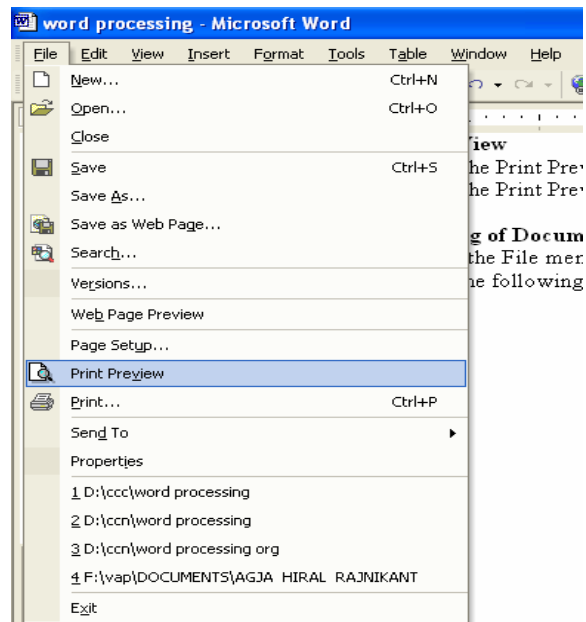 word processing - Microsoft Word
File Edit View Insert Format Tools Table Window Help
New... Ctrl+N
Open... Ctrl+O
Close
Save Ctrl+S
Save As...
Save as Web Page...
Search...
Versions...
Web Page Preview
Page Setup...
Print Preview
Print... Ctrl+P
Send To
Properties
1 D:\ccc\word processing
2 D:\ccn\word processing
3 D:\ccn\word processing org
4 F:\vap\DOCUMENTS\AGJA HIRAL RAJNIKANT
Exit
iew
he Print Prev
he Print Prev
g of Docum
the File men
he following